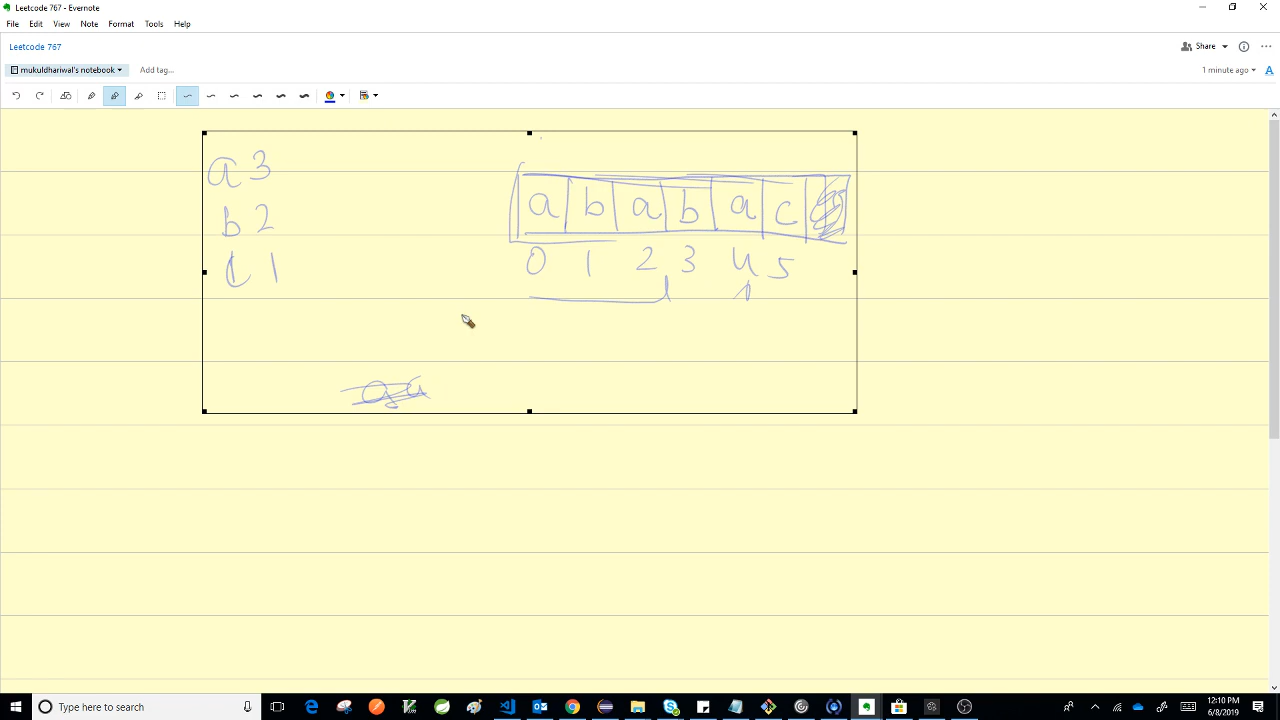 Leetcode 767 - Evernote
File Edit View Note Format Tools Help
Leetcode 767
Share
mukuldhariwal's notebook Add tag...
1 minute ago
a 3
b 2
c 1
a b a b a c
0 1 2 3 4 5
Type here to search
12:10 PM
6/8/2019